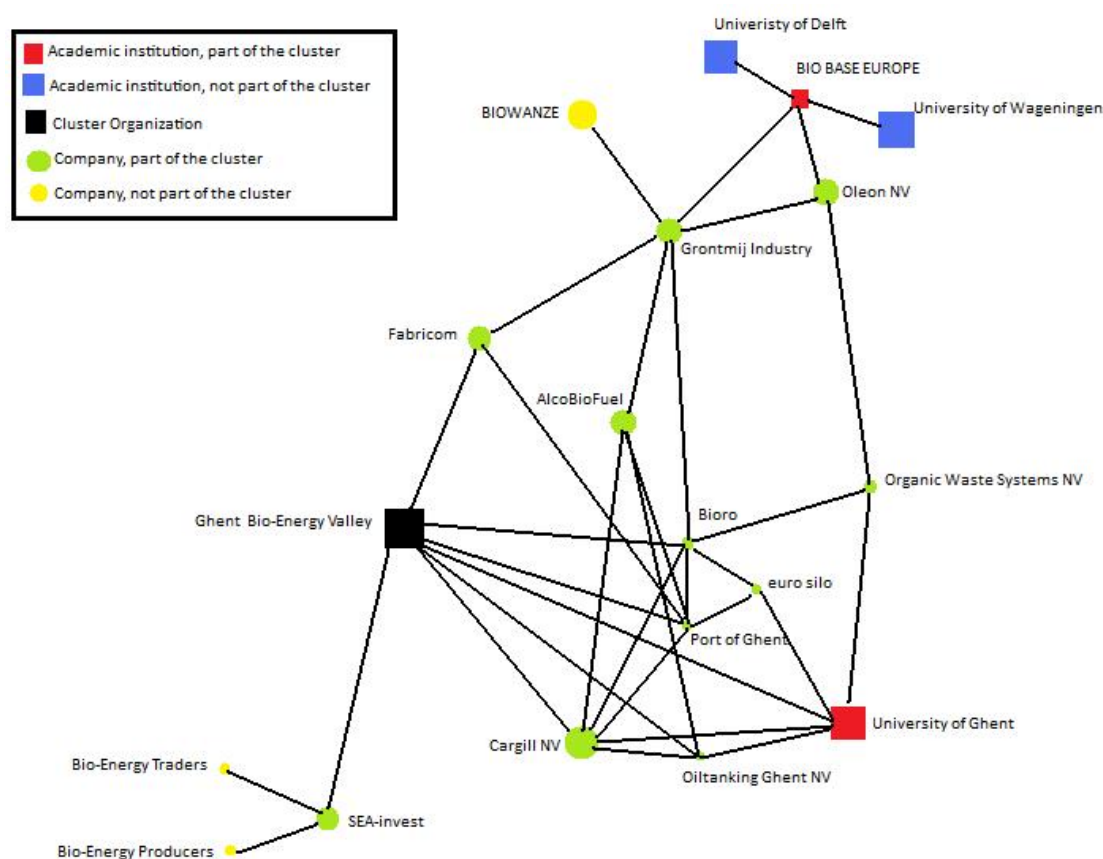 Academic institution, part of the cluster
Academic institution, not part of the cluster
Cluster Organization
Company, part of the cluster
Company, not part of the cluster
Univeristy of Delft
BIO BASE EUROPE
BIOWANZE
University of Wageningen
Oleon NV
Grontmij Industry
Fabricom
AlcoBioFuel
Organic Waste Systems NV
Ghent Bio-Energy Valley
Bioro
euro silo
Port of Ghent
University of Ghent
Cargill NV
Bio-Energy Traders
Oiltanking Ghent NV
SEA-invest
Bio-Energy Producers